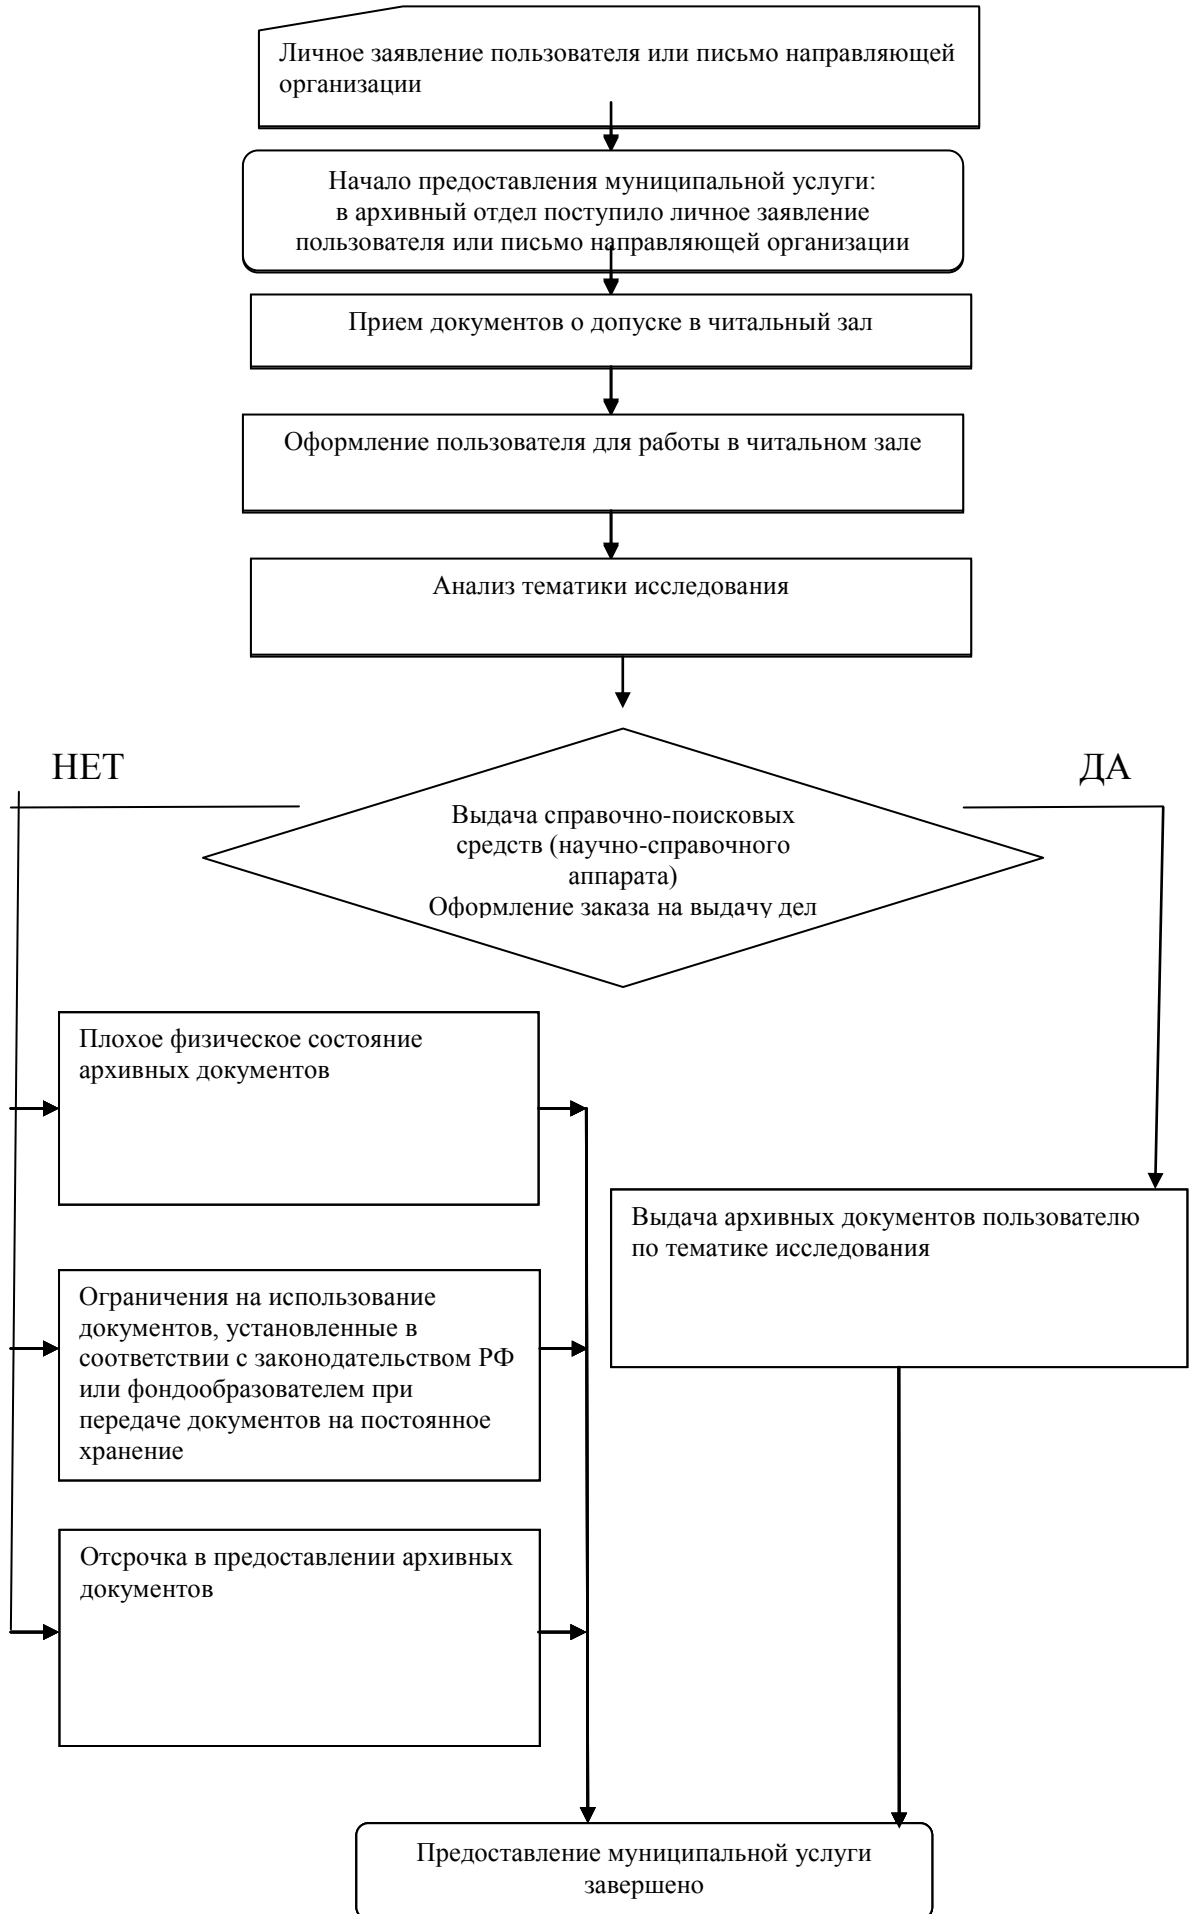 Личное заявление пользователя или письмо направляющей
организации
Начало предоставления муниципальной услуги:
в архивный отдел поступило личное заявление
пользователя или письмо направляющей организации
Прием документов о допуске в читальный зал
Оформление пользователя для работы в читальном зале
Анализ тематики исследования
НЕТ
ДА
Выдача справочно-поисковых
средств (научно-справочного
аппарата)
Оформление заказа на выдачу дел
Плохое физическое состояние
архивных документов
Выдача архивных документов пользователю
по тематике исследования
Ограничения на использование
документов, установленные в
соответствии с законодательством РФ
или фондообразователем при
передаче документов на постоянное
хранение
Отсрочка в предоставлении архивных
документов
Предоставление муниципальной услуги
завершено